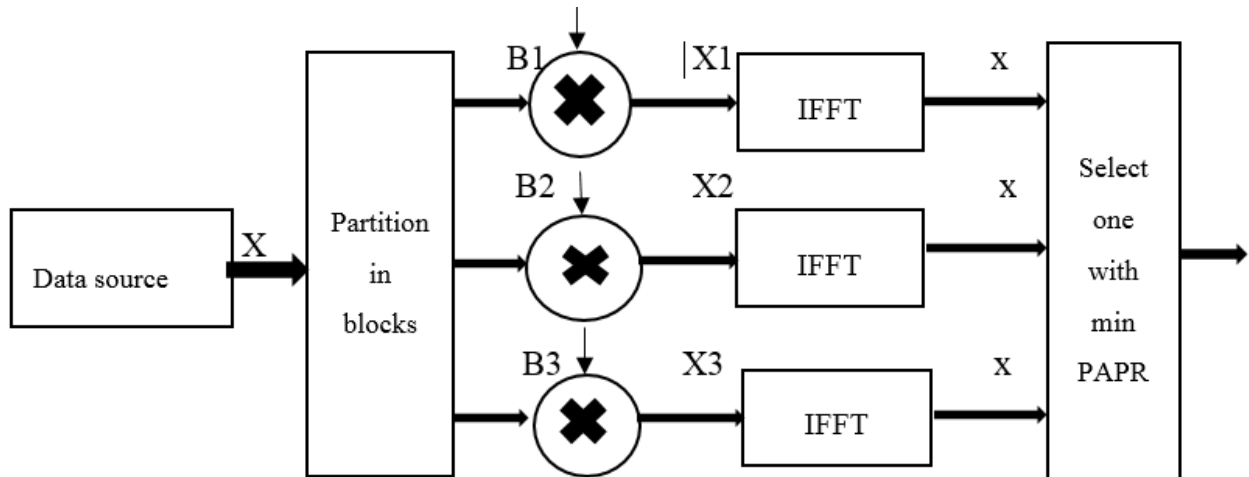 B1
|X1
x
IFFT
Select
one
with
min
PAPR
B2
X2
x
IFFT
Data source
X
Partition
in
blocks
B3
X3
x
IFFT